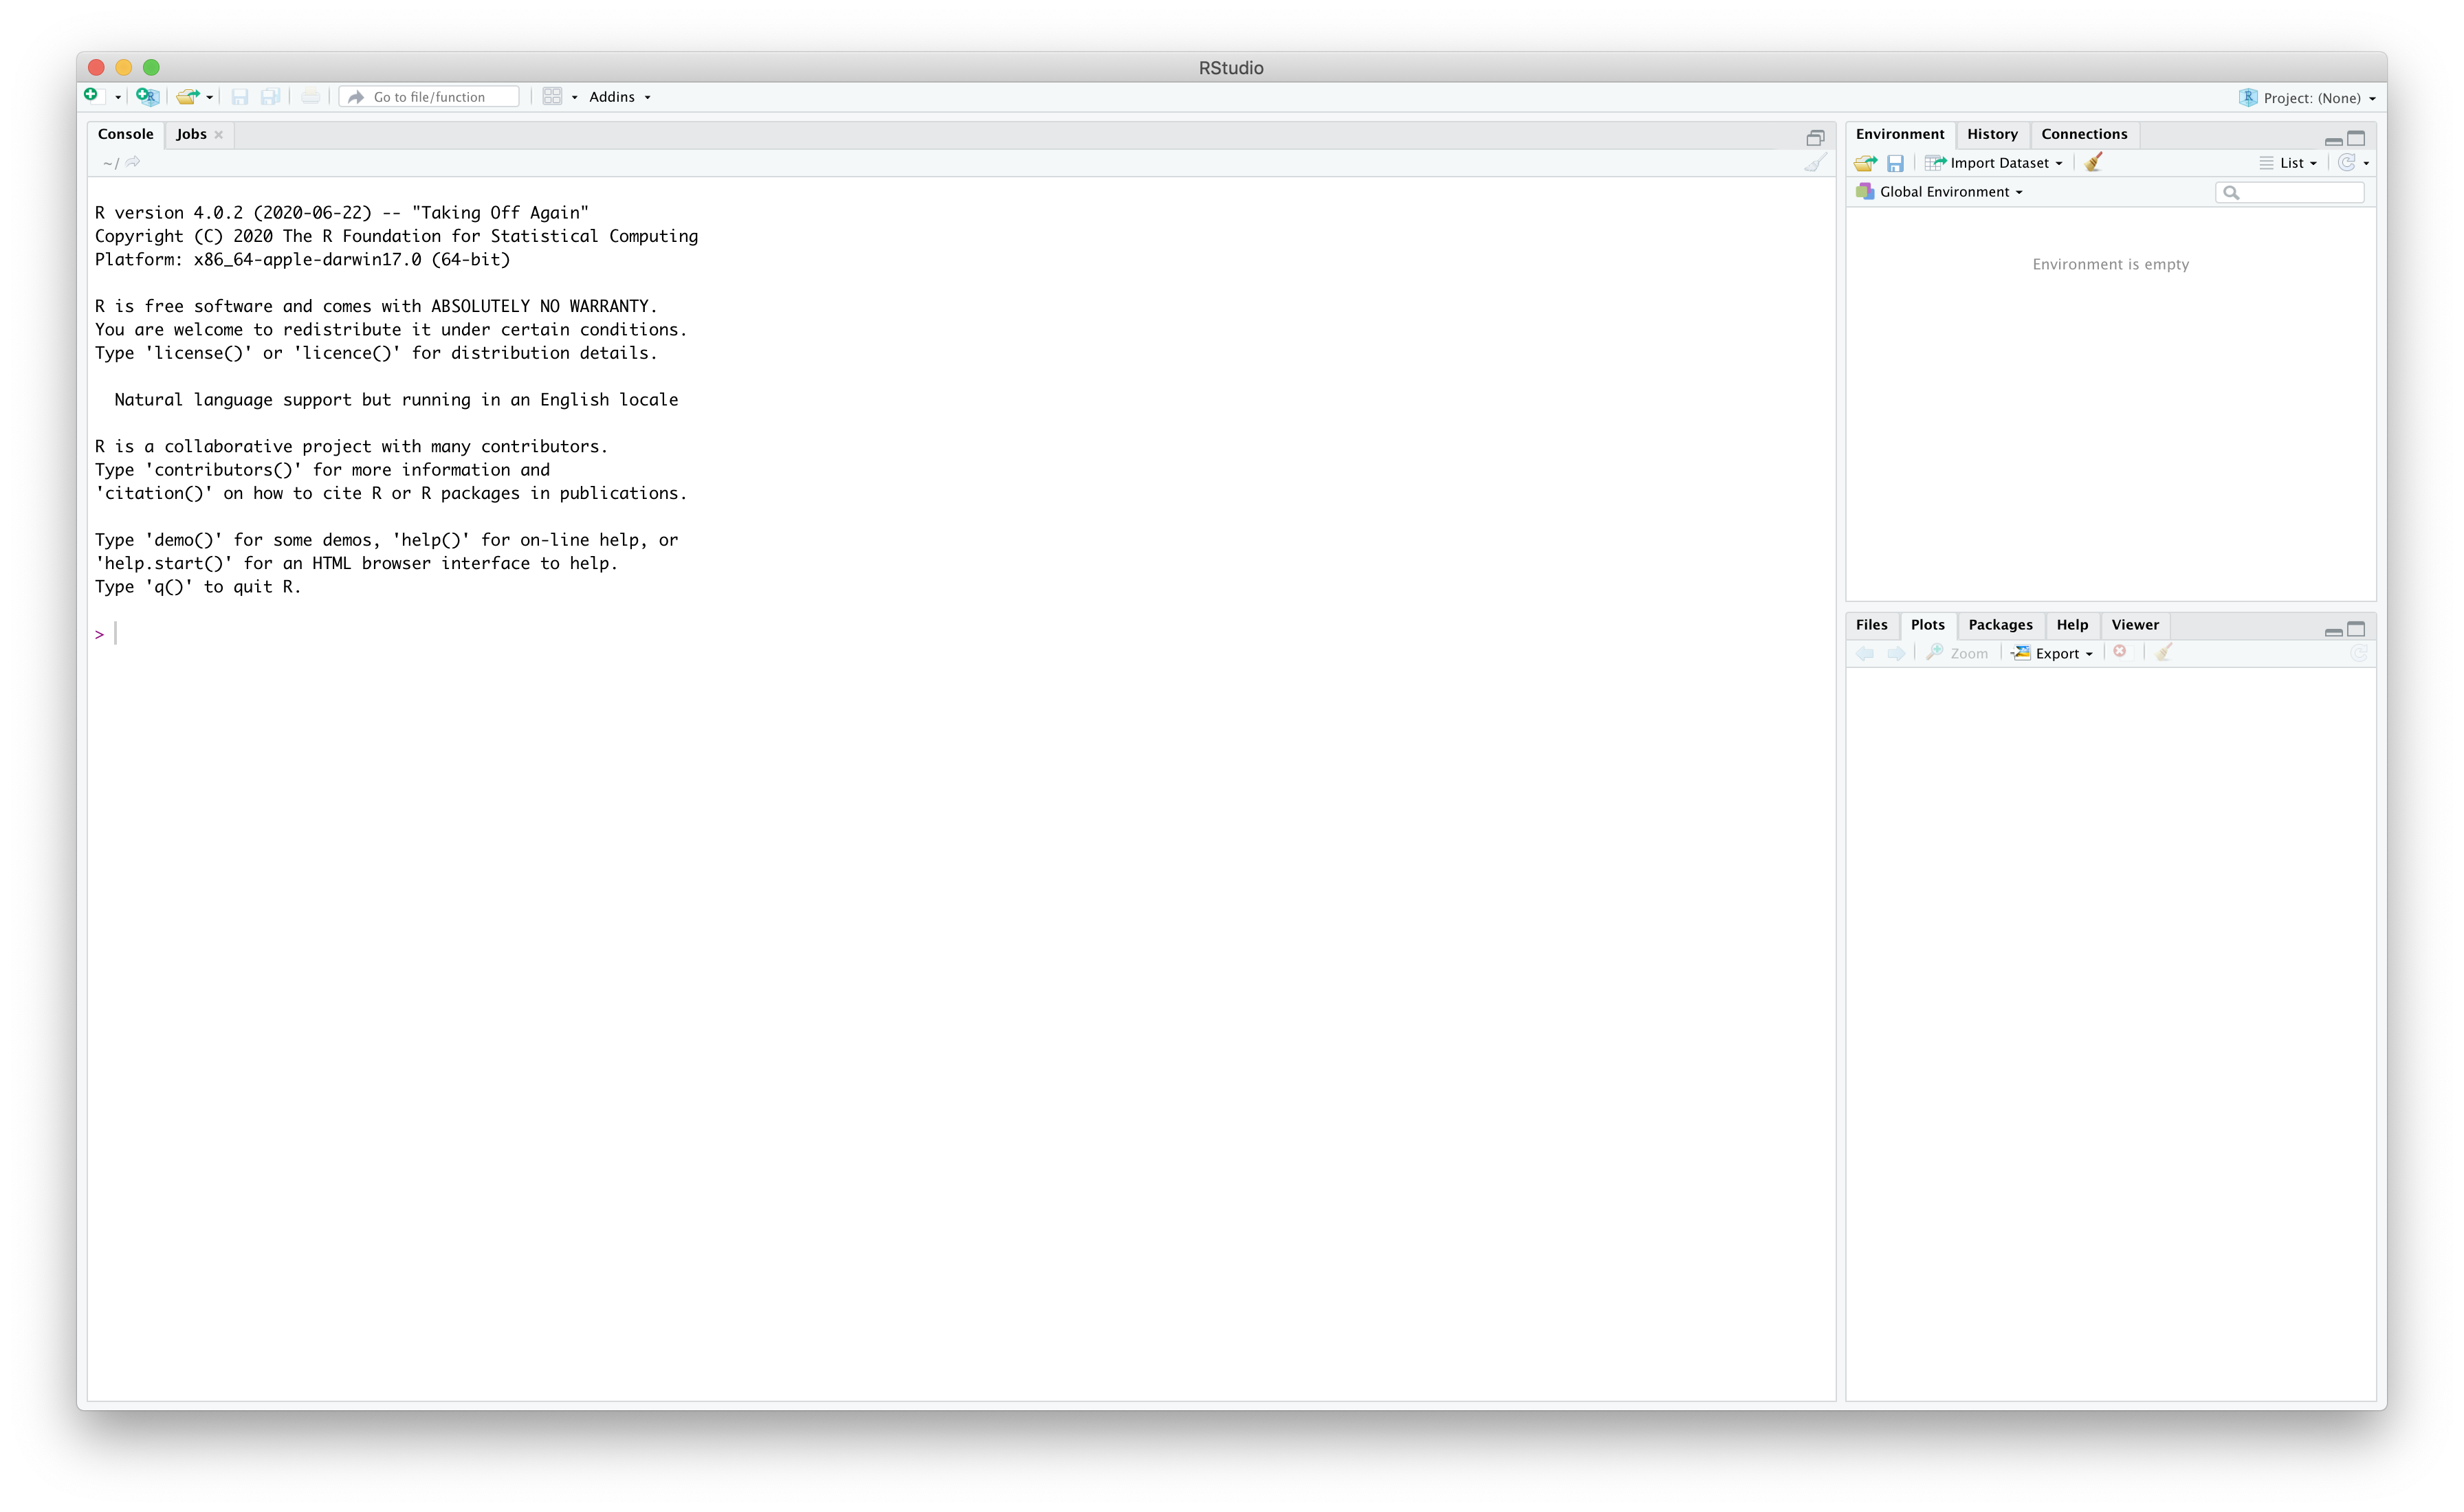 RStudio
Go to file/function
Addins
Project: (None)
Console Jobs
~/
R version 4.0.2 (2020-06-22) -- "Taking Off Again"
Copyright (C) 2020 The R Foundation for Statistical Computing
Platform: x86_64-apple-darwin17.0 (64-bit)
R is free software and comes with ABSOLUTELY NO WARRANTY.
You are welcome to redistribute it under certain conditions.
Type 'license()' or 'licence()' for distribution details.
Natural language support but running in an English locale
R is a collaborative project with many contributors.
Type 'contributors()' for more information and
'citation()' on how to cite R or R packages in publications.
Type 'demo()' for some demos, 'help()' for on-line help, or
'help.start()' for an HTML browser interface to help.
Type 'q()' to quit R.
>
Environment History Connections
Import Dataset List
Global Environment
Environment is empty
Files Plots Packages Help Viewer
Zoom Export